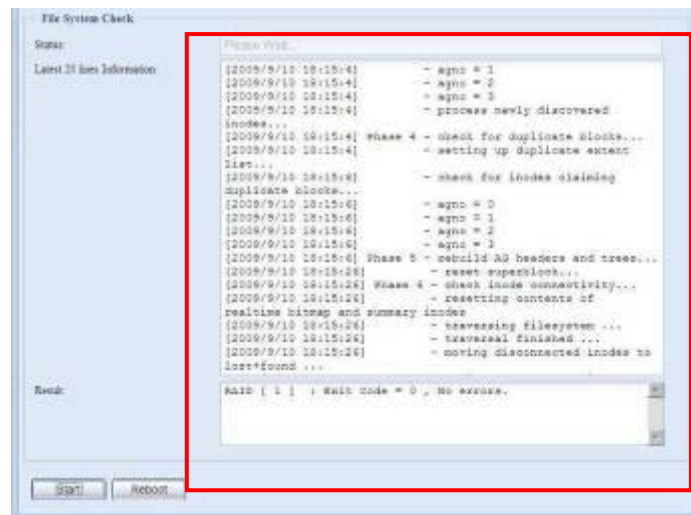 File System Check
Status:
Please Wait...
Latest 20 lines Information:
[2009/9/10 18:15:4] - agno = 1
[2009/9/10 18:15:4] - agno = 2
[2009/9/10 18:15:4] - agno = 3
[2009/9/10 18:15:4] - process newly discovered
inodes...
[2009/9/10 18:15:4] Phase 4 - check for duplicate blocks...
[2009/9/10 18:15:4] - setting up duplicate extent
list...
[2009/9/10 18:15:6] - check for inodes claiming
duplicate blocks...
[2009/9/10 18:15:6] - agno = 0
[2009/9/10 18:15:6] - agno = 1
[2009/9/10 18:15:6] - agno = 2
[2009/9/10 18:15:6] - agno = 3
[2009/9/10 18:15:6] Phase 5 - rebuild AG headers and trees...
[2009/9/10 18:15:26] - reset superblock...
[2009/9/10 18:15:26] Phase 6 - check inode connectivity...
[2009/9/10 18:15:26] - resetting contents of
realtime bitmap and summary inodes
[2009/9/10 18:15:26] - traversing filesystem ...
[2009/9/10 18:15:26] - traversal finished ...
[2009/9/10 18:15:26] - moving disconnected inodes to
lost+found ...
Result:
RAID [ 1 ] : Exit Code = 0 , No errors.
Start!
Reboot